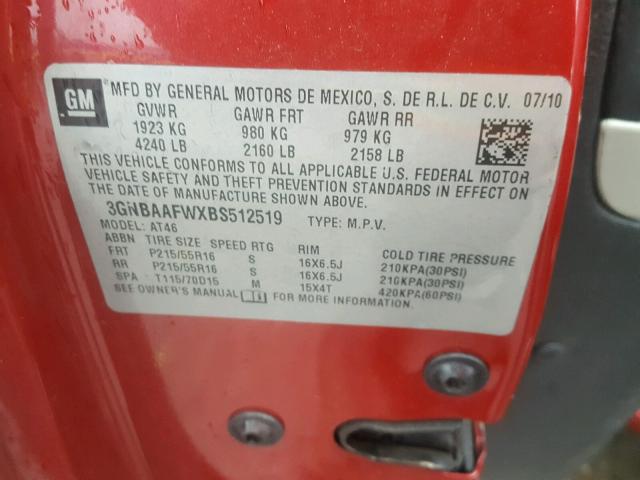 GM
MFD BY GENERAL MOTORS DE MEXICO, S. DE R.L. DE C.V. 07/10
GVWR GAWR FRT GAWR RR
1923 KG 980 KG 979 KG
4240 LB 2160 LB 2158 LB
THIS VEHICLE CONFORMS TO ALL APPLICABLE U.S. FEDERAL MOTOR
VEHICLE SAFETY AND THEFT PREVENTION STANDARDS IN EFFECT ON
THE DATE OF MANUFACTURE SHOWN ABOVE.
3GNBAAFWXBS512519 TYPE: M.P.V.
MODEL: AT46
ABBN TIRE SIZE SPEED RTG RIM COLD TIRE PRESSURE
FRT P215/55R16 S 16X6.5J 210KPA(30PSI)
RR P215/55R16 S 16X6.5J 210KPA(30PSI)
SPA T115/70D15 M 15X4T 420KPA(60PSI)
SEE OWNER'S MANUAL FOR MORE INFORMATION.